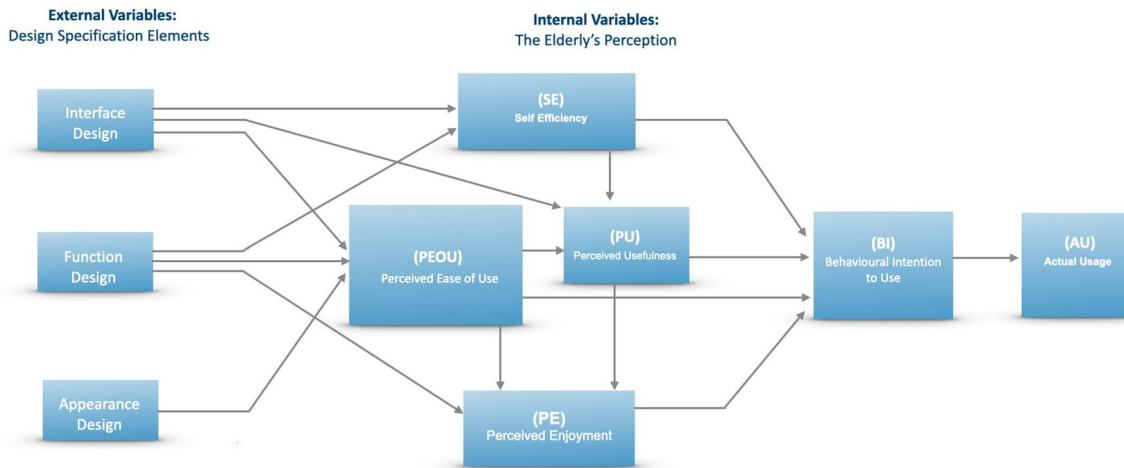 External Variables:
Design Specification Elements
Internal Variables:
The Elderly's Perception
Interface
Design
(SE)
Self Efficiency
Function
Design
(PEOU)
Perceived Ease of Use
(PU)
Perceived Usefulness
(BI)
Behavioural Intention
to Use
(AU)
Actual Usage
Appearance
Design
(PE)
Perceived Enjoyment